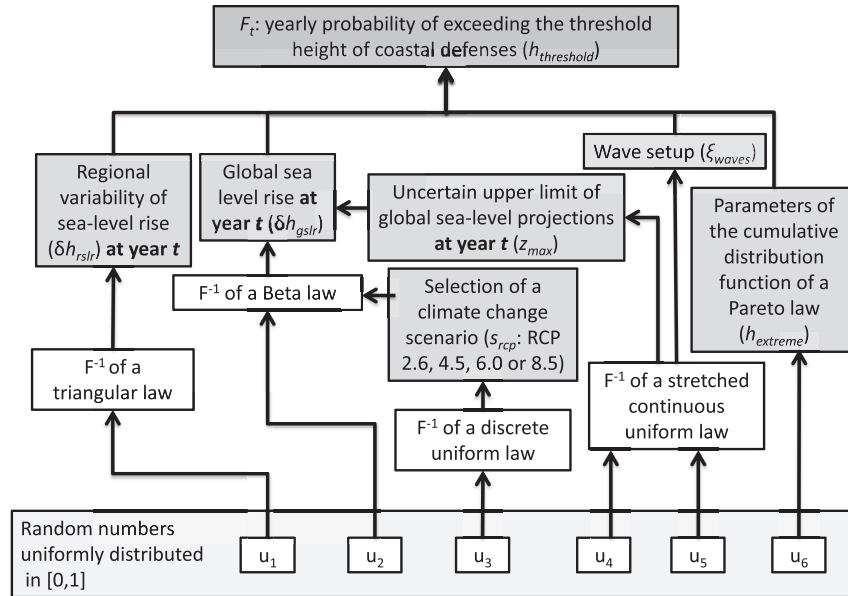 F_t: yearly probability of exceeding the threshold
height of coastal defenses (h_threshold)
Wave setup (ξ_waves)
Regional
variability of
sea-level rise
(δh_rslr) at year t
Global sea
level rise at
year t (δh_gslr)
Uncertain upper limit of
global sea-level projections
at year t (z_max)
Parameters of
the cumulative
distribution
function of a
Pareto law
(h_extreme)
F⁻¹ of a Beta law
Selection of a
climate change
scenario (s_rcp: RCP
2.6, 4.5, 6.0 or 8.5)
F⁻¹ of a
triangular law
F⁻¹ of a stretched
continuous
uniform law
F⁻¹ of a discrete
uniform law
Random numbers
uniformly distributed
in [0,1]
u₁ u₂ u₃ u₄ u₅ u₆